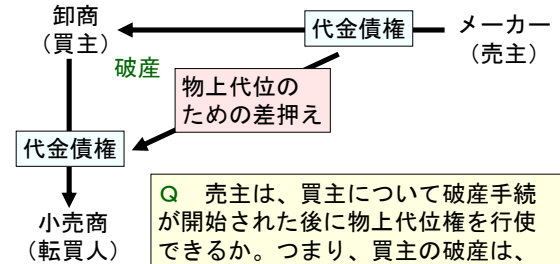 卸商
(買主)
代金債権
メーカー
(売主)
破産
物上代位の
ための差押え
代金債権
小売商
(転買人)
Q 売主は、買主について破産手続
が開始された後に物上代位権を行使
できるか。つまり、買主の破産は、